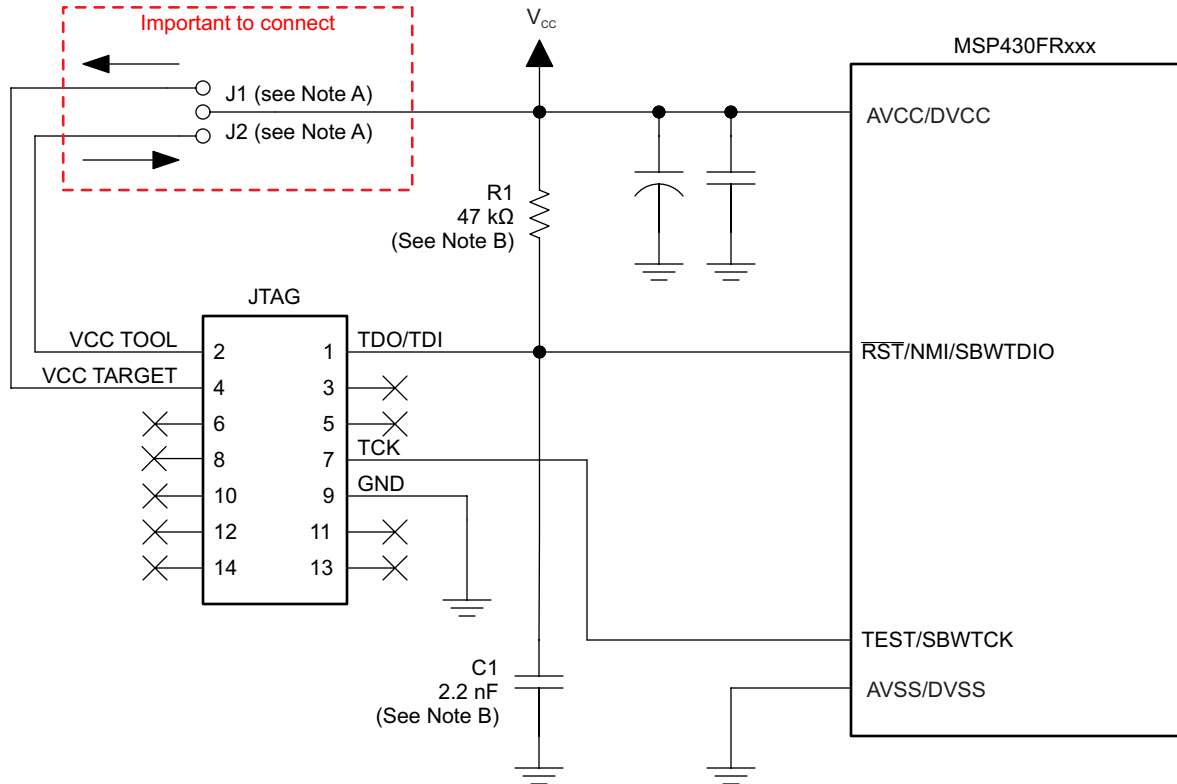 Important to connect
V_CC
MSP430FRxxx
J1 (see Note A)
J2 (see Note A)
AVCC/DVCC
R1
47 kΩ
(See Note B)
JTAG
VCC TOOL
2
1
TDO/TDI
R̅S̅T̅/NMI/SBWTDIO
VCC TARGET
4
3
6
5
8
7
TCK
10
9
GND
12
11
14
13
TEST/SBWTCK
C1
2.2 nF
(See Note B)
AVSS/DVSS